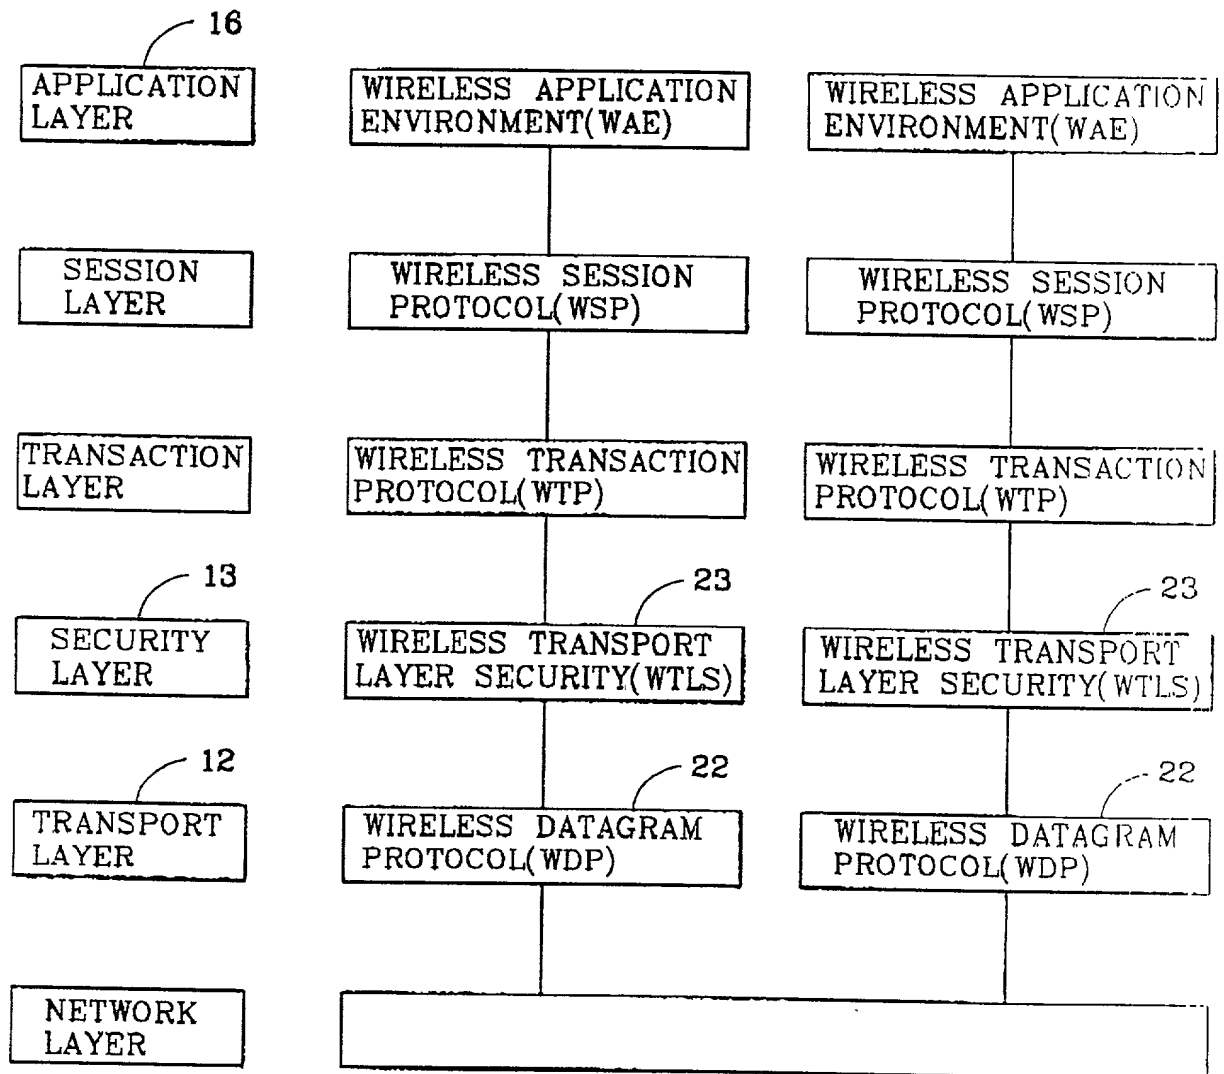 16
APPLICATION
LAYER
WIRELESS APPLICATION
ENVIRONMENT(WAE)
WIRELESS APPLICATION
ENVIRONMENT(WAE)
SESSION
LAYER
WIRELESS SESSION
PROTOCOL(WSP)
WIRELESS SESSION
PROTOCOL(WSP)
TRANSACTION
LAYER
WIRELESS TRANSACTION
PROTOCOL(WTP)
WIRELESS TRANSACTION
PROTOCOL(WTP)
13
23
23
SECURITY
LAYER
WIRELESS TRANSPORT
LAYER SECURITY(WTLS)
WIRELESS TRANSPORT
LAYER SECURITY(WTLS)
12
22
22
TRANSPORT
LAYER
WIRELESS DATAGRAM
PROTOCOL(WDP)
WIRELESS DATAGRAM
PROTOCOL(WDP)
NETWORK
LAYER